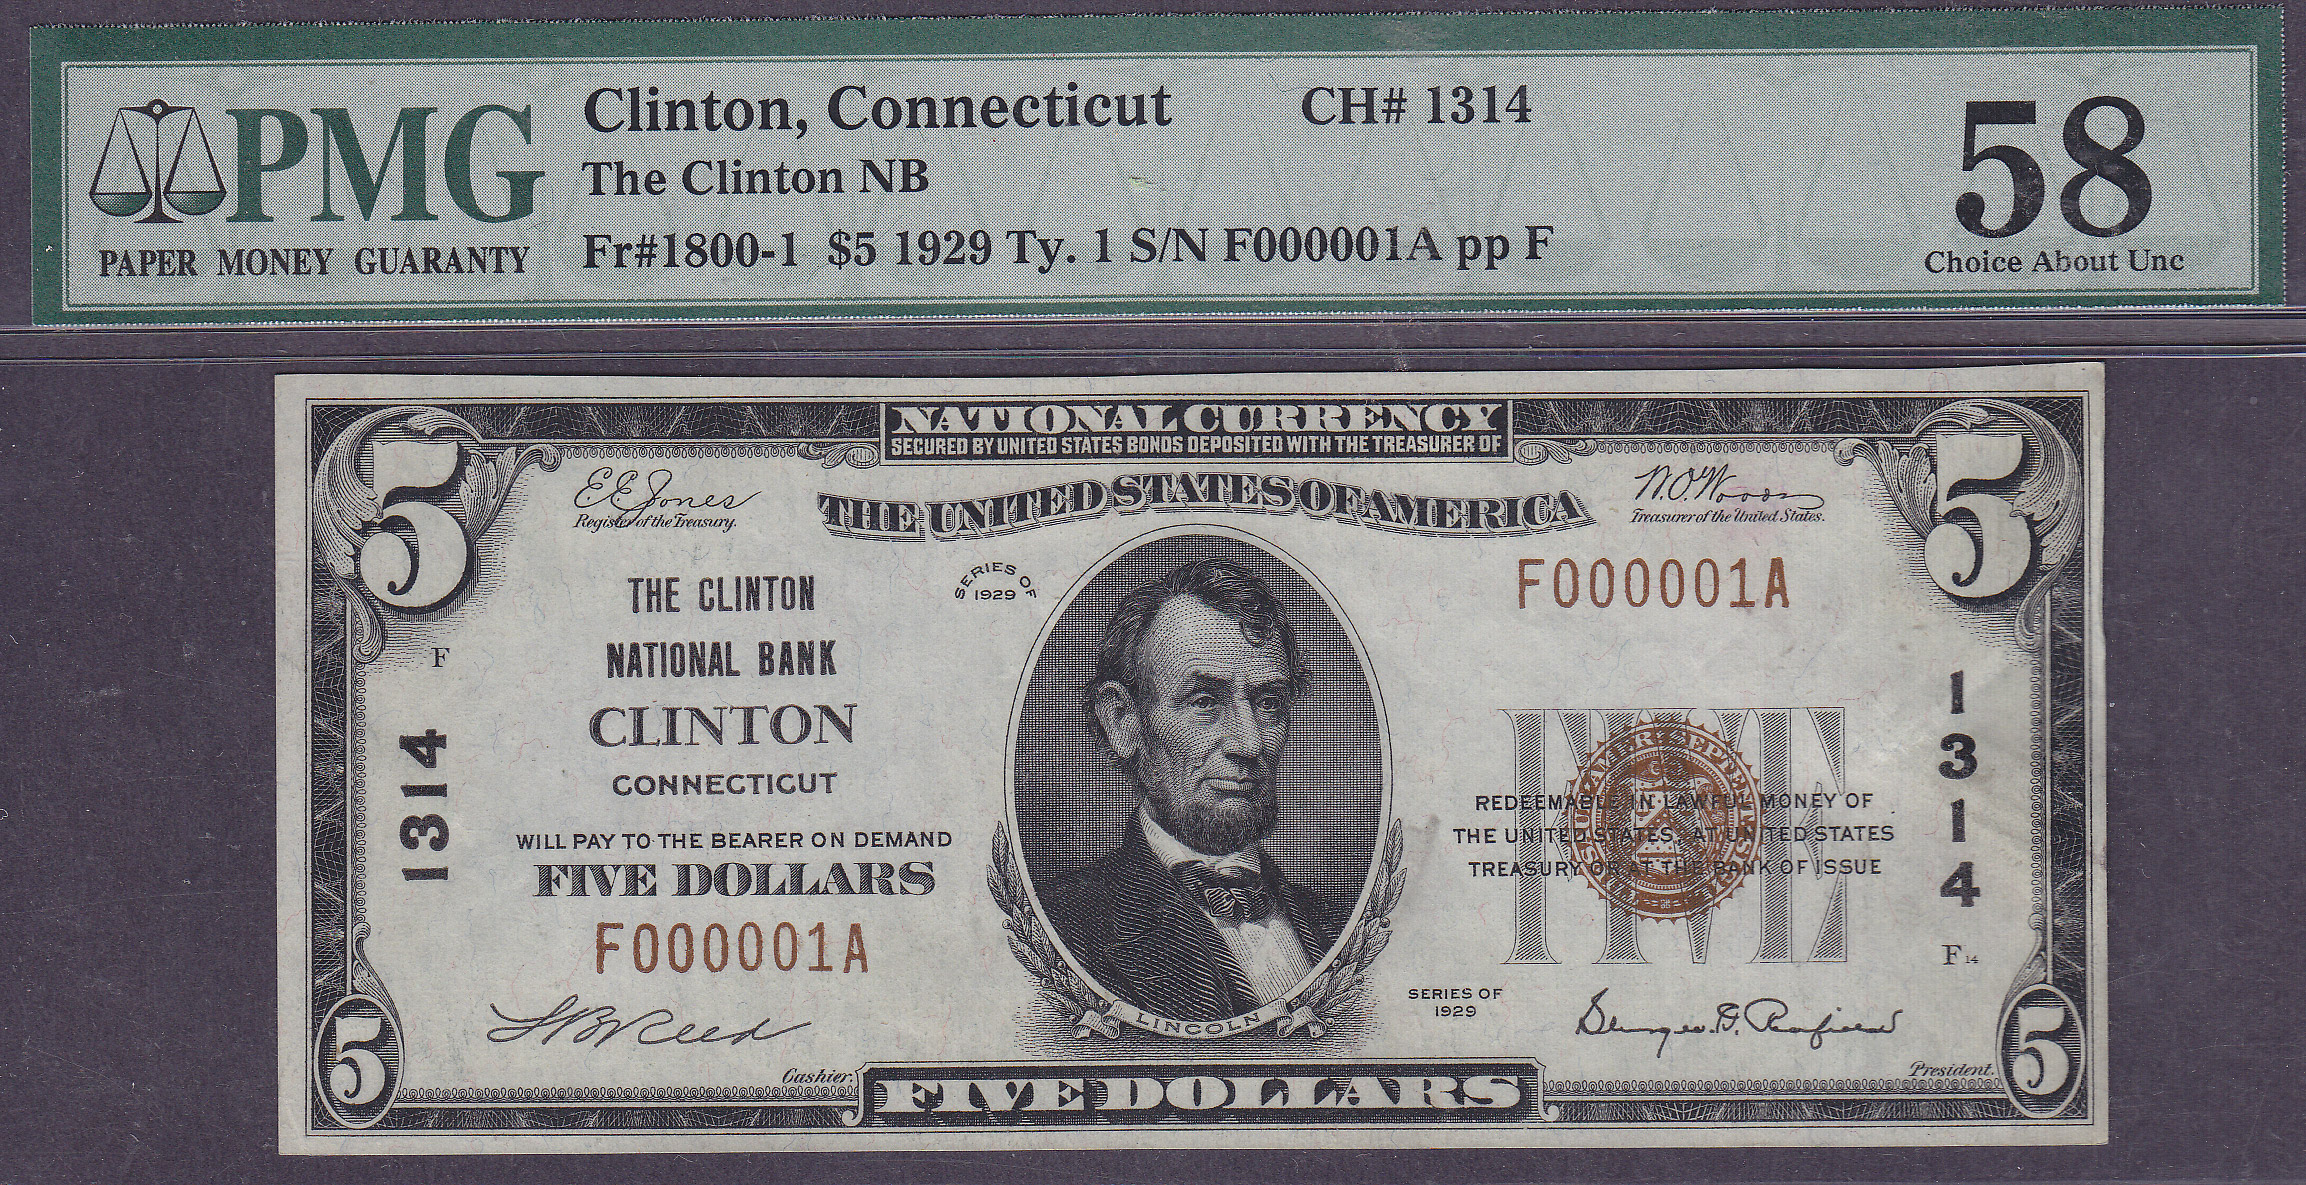 PMG
PAPER MONEY GUARANTY
Clinton, Connecticut CH# 1314
The Clinton NB
Fr#1800-1 $5 1929 Ty. 1 S/N F000001A pp F
58
Choice About Unc
NATIONAL CURRENCY
SECURED BY UNITED STATES BONDS DEPOSITED WITH THE TREASURER OF
THE UNITED STATES OF AMERICA
5
5
E.E. Jones
Register of the Treasury.
W.O. Woods
Treasurer of the United States.
SERIES OF
1929
F000001A
THE CLINTON
NATIONAL BANK
CLINTON
CONNECTICUT
F
1314
1314
WILL PAY TO THE BEARER ON DEMAND
FIVE DOLLARS
F000001A
FIVE
REDEEMABLE IN LAWFUL MONEY OF
THE UNITED STATES AT UNITED STATES
TREASURY OR AT THE BANK OF ISSUE
F14
SERIES OF
1929
LINCOLN
Cashier.
President.
5
FIVE DOLLARS
5